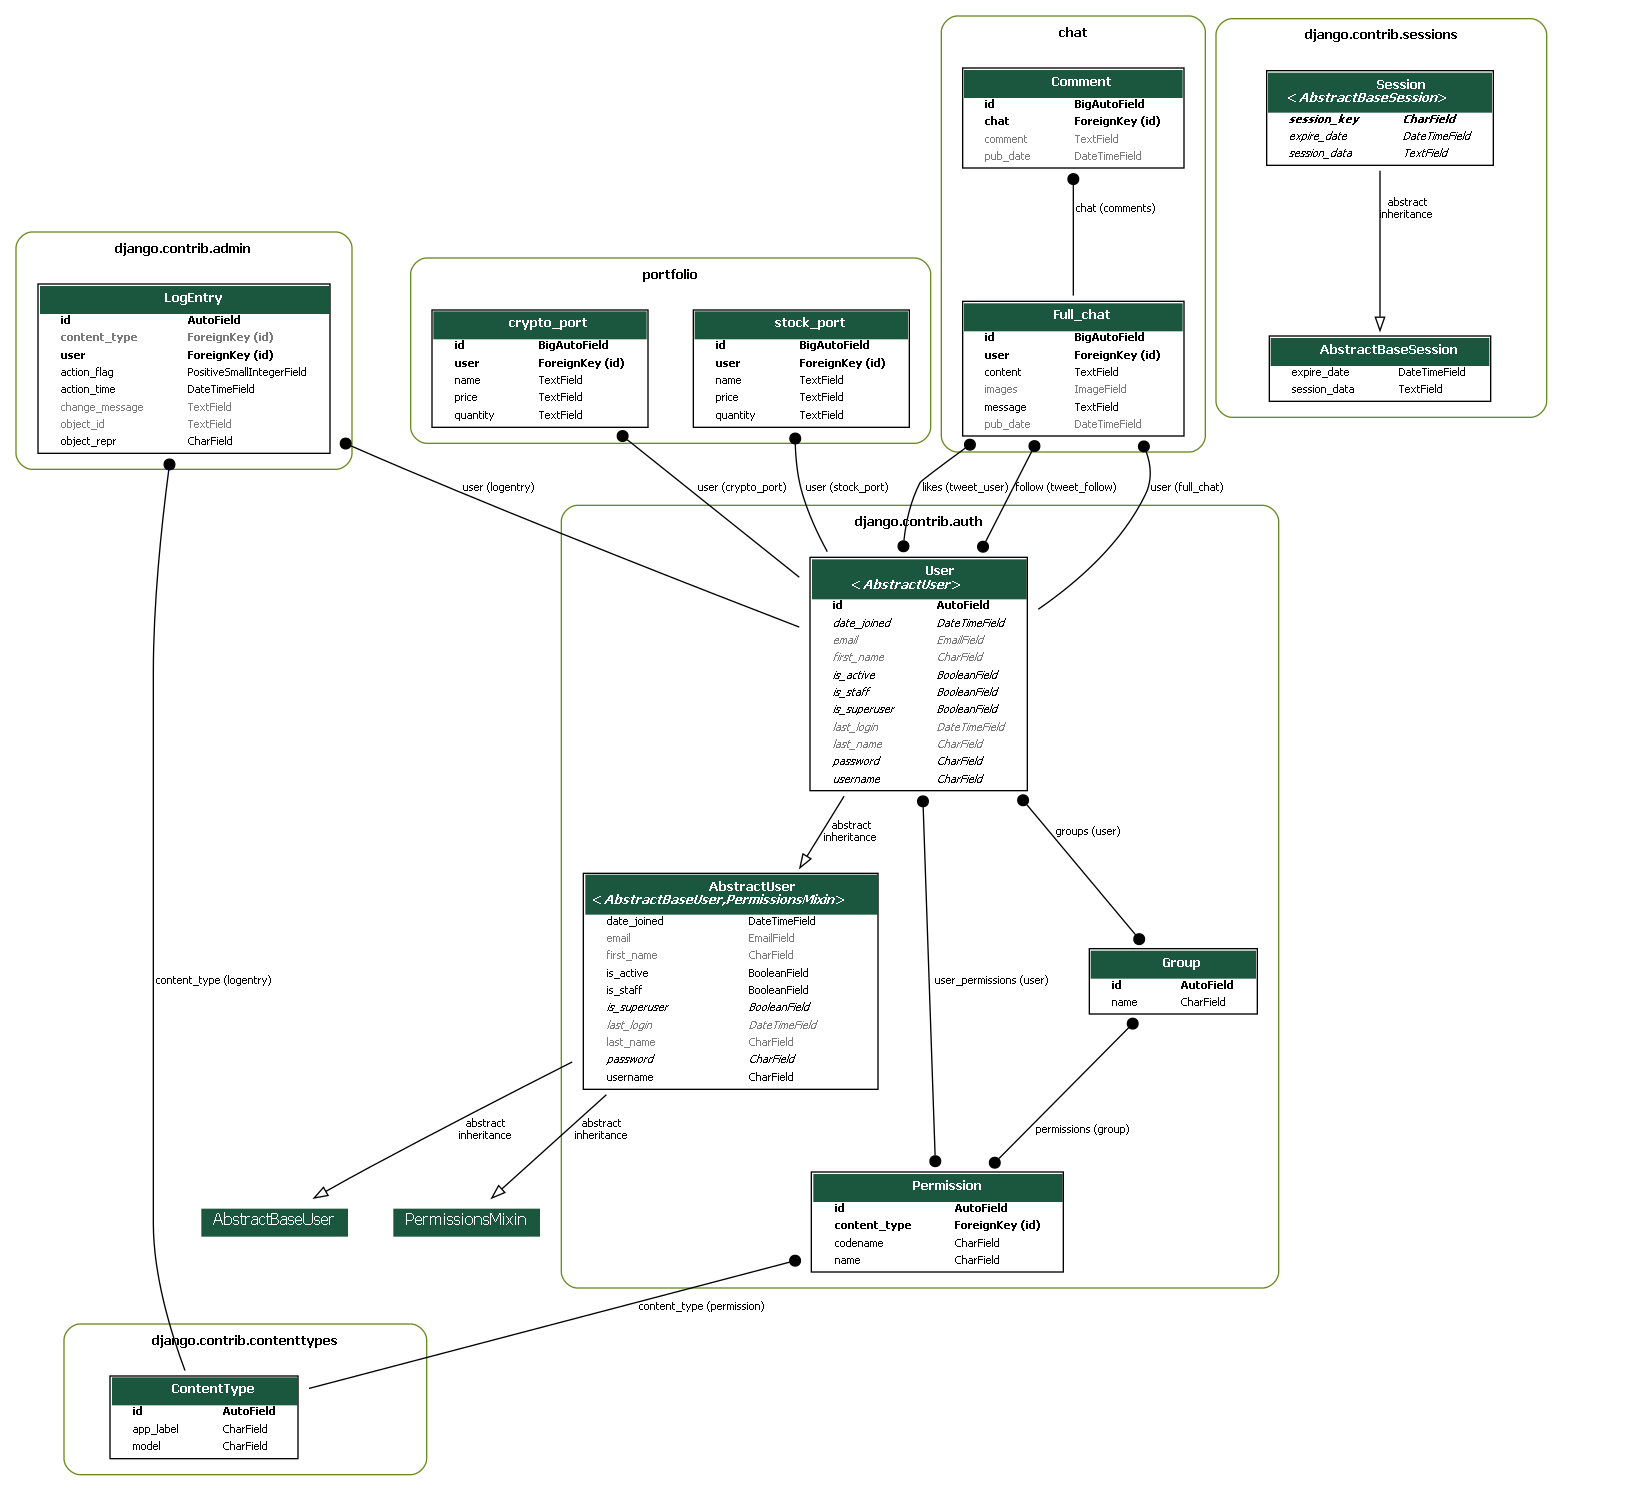 chat
Comment
id BigAutoField
chat ForeignKey (id)
comment TextField
pub_date DateTimeField
chat (comments)
Full_chat
id BigAutoField
user ForeignKey (id)
content TextField
images ImageField
message TextField
pub_date DateTimeField
django.contrib.sessions
Session
<AbstractBaseSession>
session_key CharField
expire_date DateTimeField
session_data TextField
abstract
inheritance
AbstractBaseSession
expire_date DateTimeField
session_data TextField
django.contrib.admin
LogEntry
id AutoField
content_type ForeignKey (id)
user ForeignKey (id)
action_flag PositiveSmallIntegerField
action_time DateTimeField
change_message TextField
object_id TextField
object_repr CharField
portfolio
crypto_port
id BigAutoField
user ForeignKey (id)
name TextField
price TextField
quantity TextField
stock_port
id BigAutoField
user ForeignKey (id)
name TextField
price TextField
quantity TextField
user (logentry)
user (crypto_port)
user (stock_port)
likes (tweet_user)
follow (tweet_follow)
user (full_chat)
django.contrib.auth
User
<AbstractUser>
id AutoField
date_joined DateTimeField
email EmailField
first_name CharField
is_active BooleanField
is_staff BooleanField
is_superuser BooleanField
last_login DateTimeField
last_name CharField
password CharField
username CharField
abstract
inheritance
groups (user)
AbstractUser
<AbstractBaseUser,PermissionsMixin>
date_joined DateTimeField
email EmailField
first_name CharField
is_active BooleanField
is_staff BooleanField
is_superuser BooleanField
last_login DateTimeField
last_name CharField
password CharField
username CharField
content_type (logentry)
user_permissions (user)
Group
id AutoField
name CharField
abstract
inheritance
abstract
inheritance
permissions (group)
AbstractBaseUser
PermissionsMixin
Permission
id AutoField
content_type ForeignKey (id)
codename CharField
name CharField
content_type (permission)
django.contrib.contenttypes
ContentType
id AutoField
app_label CharField
model CharField